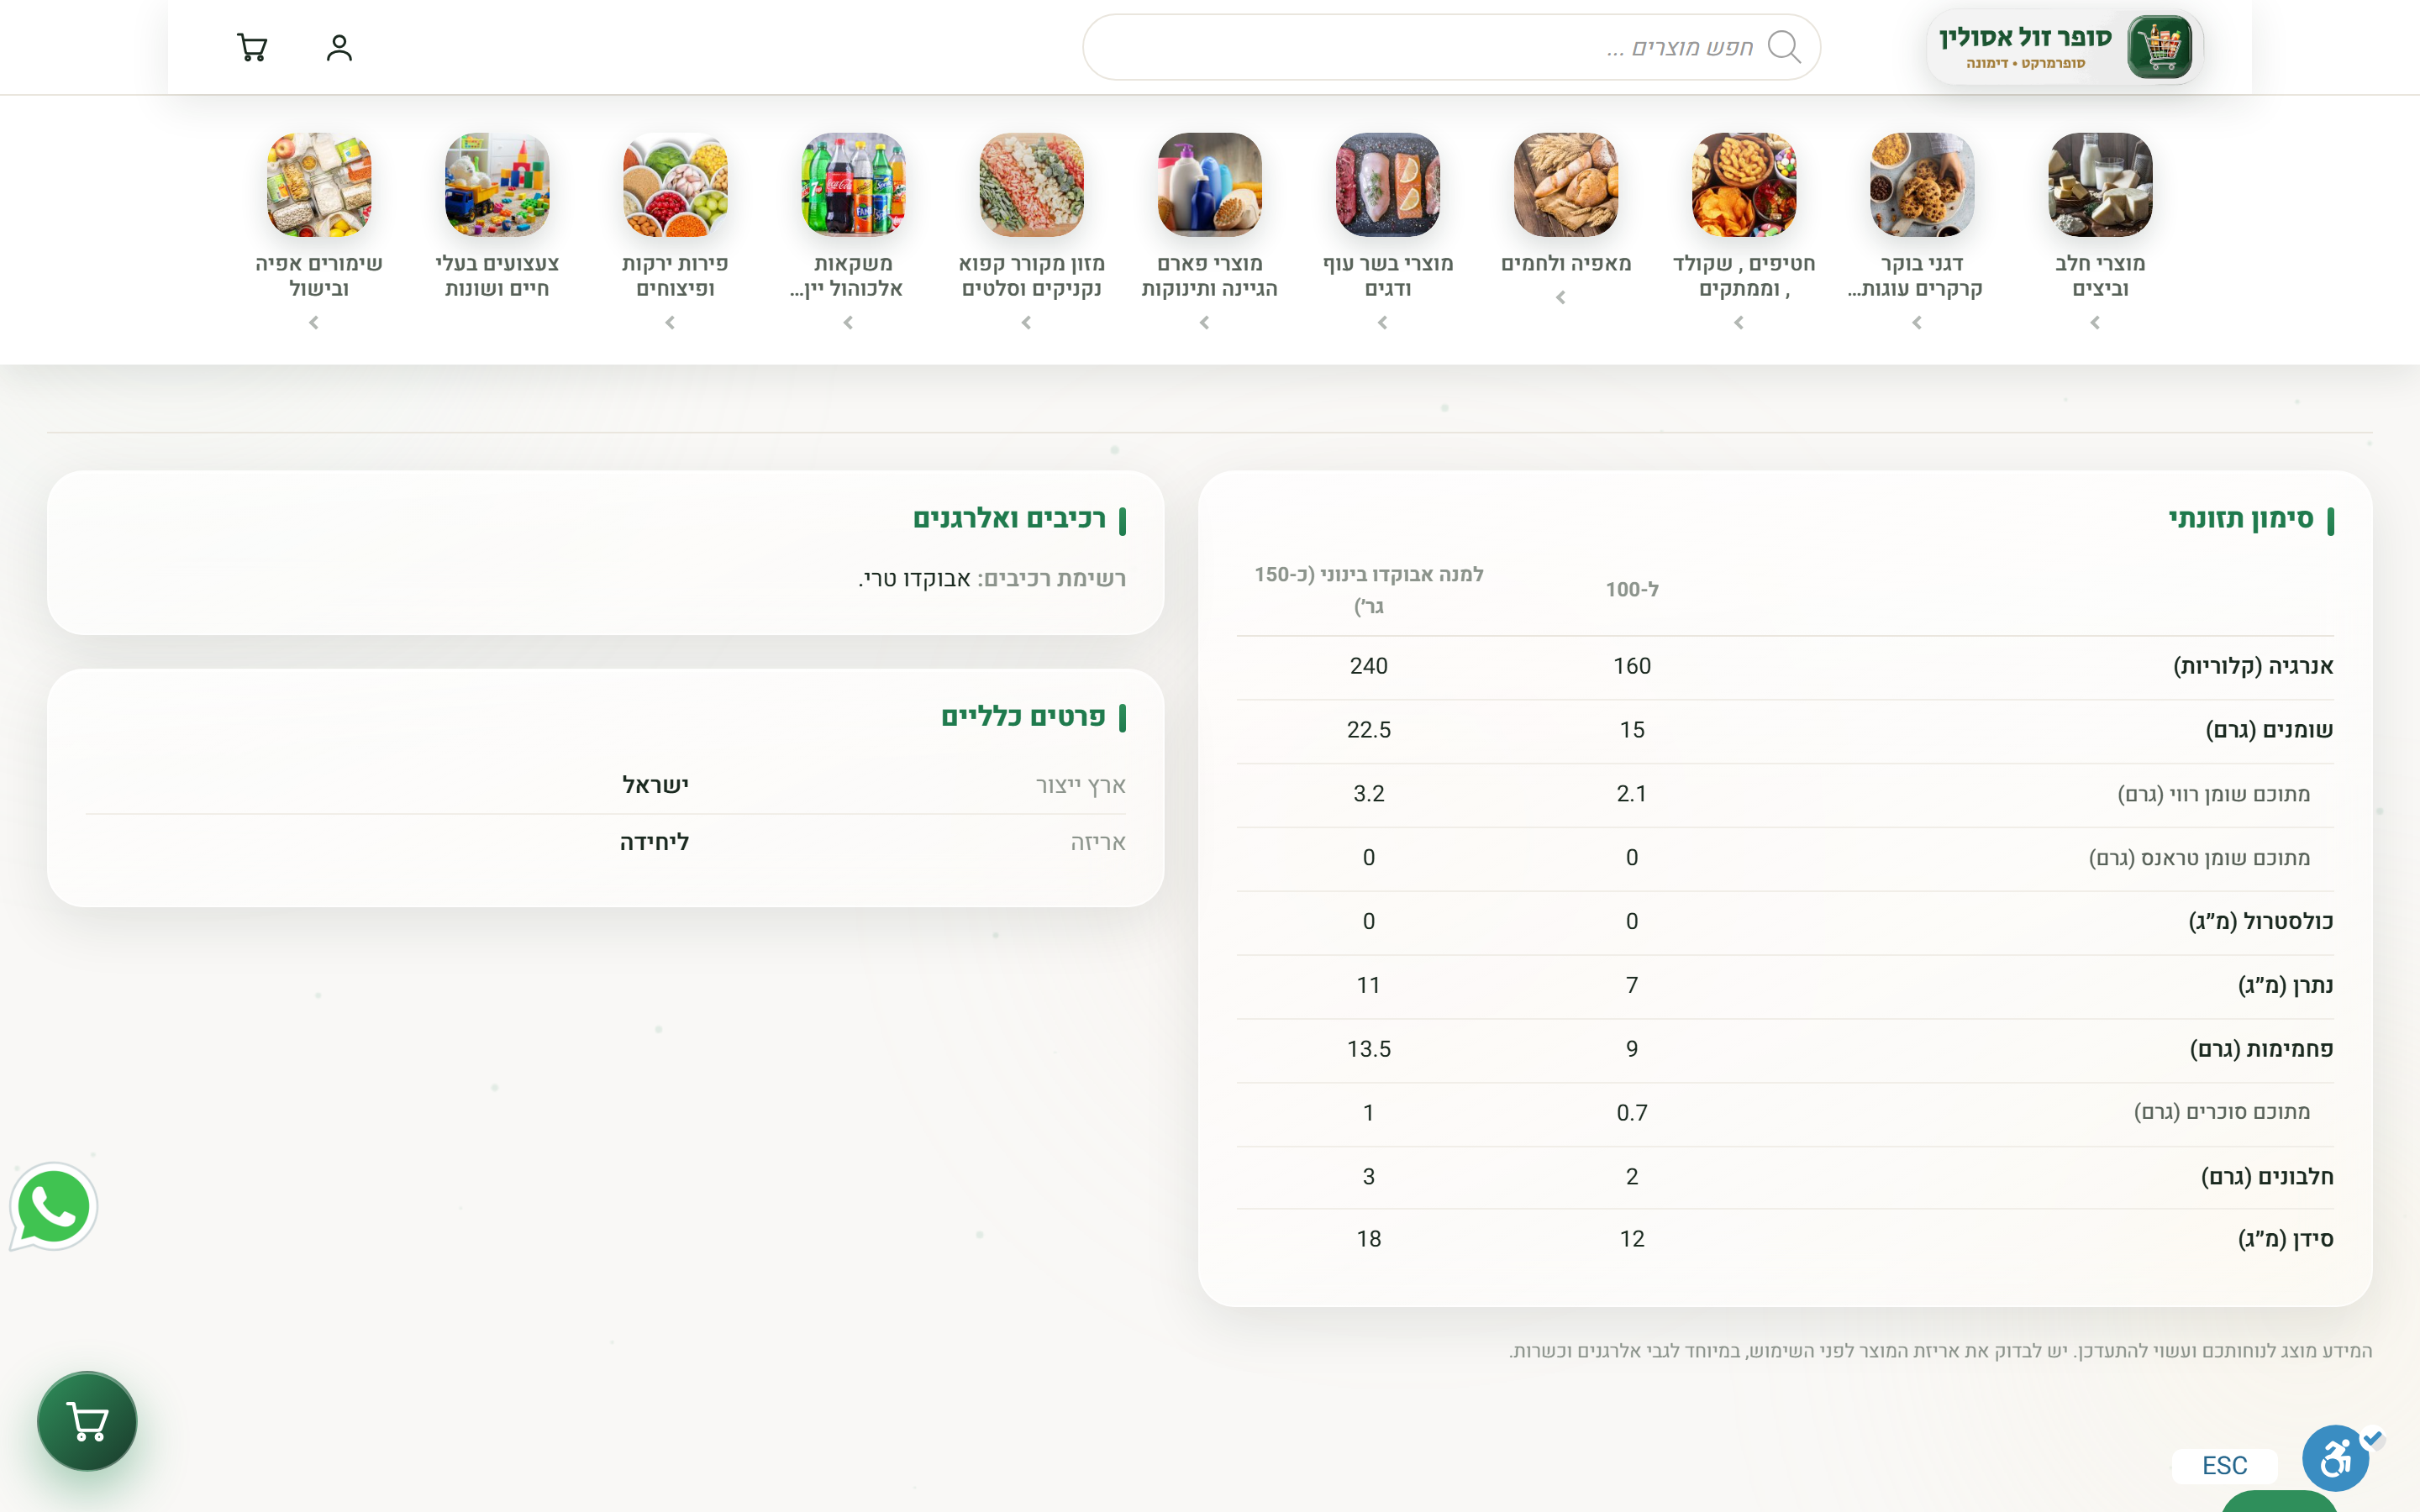 סופר זול אסולין
סופרמרקט • דימונה
חפש מוצרים ...
מוצרי חלב
וביצים
דגני בוקר
קרקרים עוגות...
חטיפים , שוקולד
, וממתקים
מאפיה ולחמים
מוצרי בשר עוף
ודגים
מוצרי פארם
הגיינה ותינוקות
מזון מקורר קפוא
נקניקים וסלטים
משקאות
אלכוהול יין...
פירות ירקות
ופיצוחים
צעצועים בעלי
חיים ושונות
שימורים אפיה
ובישול
סימון תזונתי
ל-100
למנה אבוקדו בינוני (כ-150
גר')
אנרגיה (קלוריות) 160 240
שומנים (גרם) 15 22.5
מתוכם שומן רווי (גרם) 2.1 3.2
מתוכם שומן טראנס (גרם) 0 0
כולסטרול (מ"ג) 0 0
נתרן (מ"ג) 7 11
פחמימות (גרם) 9 13.5
מתוכם סוכרים (גרם) 0.7 1
חלבונים (גרם) 2 3
סידן (מ"ג) 12 18
רכיבים ואלרגנים
רשימת רכיבים: אבוקדו טרי.
פרטים כלליים
ארץ ייצור ישראל
אריזה ליחידה
המידע מוצג לנוחותכם ועשוי להתעדכן. יש לבדוק את אריזת המוצר לפני השימוש, במיוחד לגבי אלרגנים וכשרות.
ESC